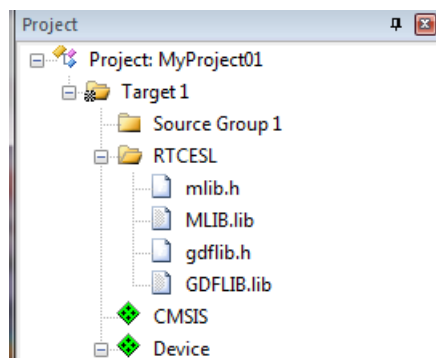 Project
Project: MyProject01
Target 1
Source Group 1
RTCESL
mlib.h
MLIB.lib
gdflib.h
GDFLIB.lib
CMSIS
Device